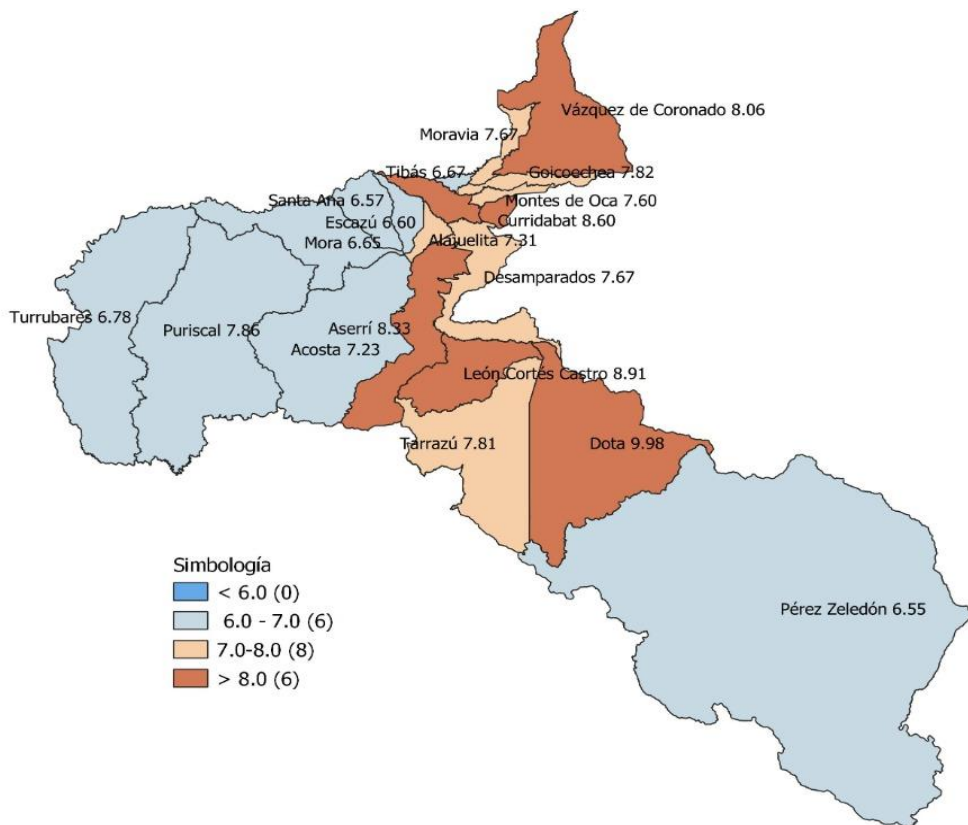 Vázquez de Coronado 8.06
Moravia 7.67
Tibás 6.67
Goicoechea 7.82
Santa Ana 6.57
Montes de Oca 7.60
Escazú 6.60
Curridabat 8.60
Mora 6.65
Alajuelita 7.31
Desamparados 7.67
Turrubares 6.78
Puriscal 7.86
Aserrí 8.33
Acosta 7.23
León Cortés Castro 8.91
Tarrazú 7.81
Dota 9.98
Pérez Zeledón 6.55
Simbología
< 6.0 (0)
6.0 - 7.0 (6)
7.0-8.0 (8)
> 8.0 (6)